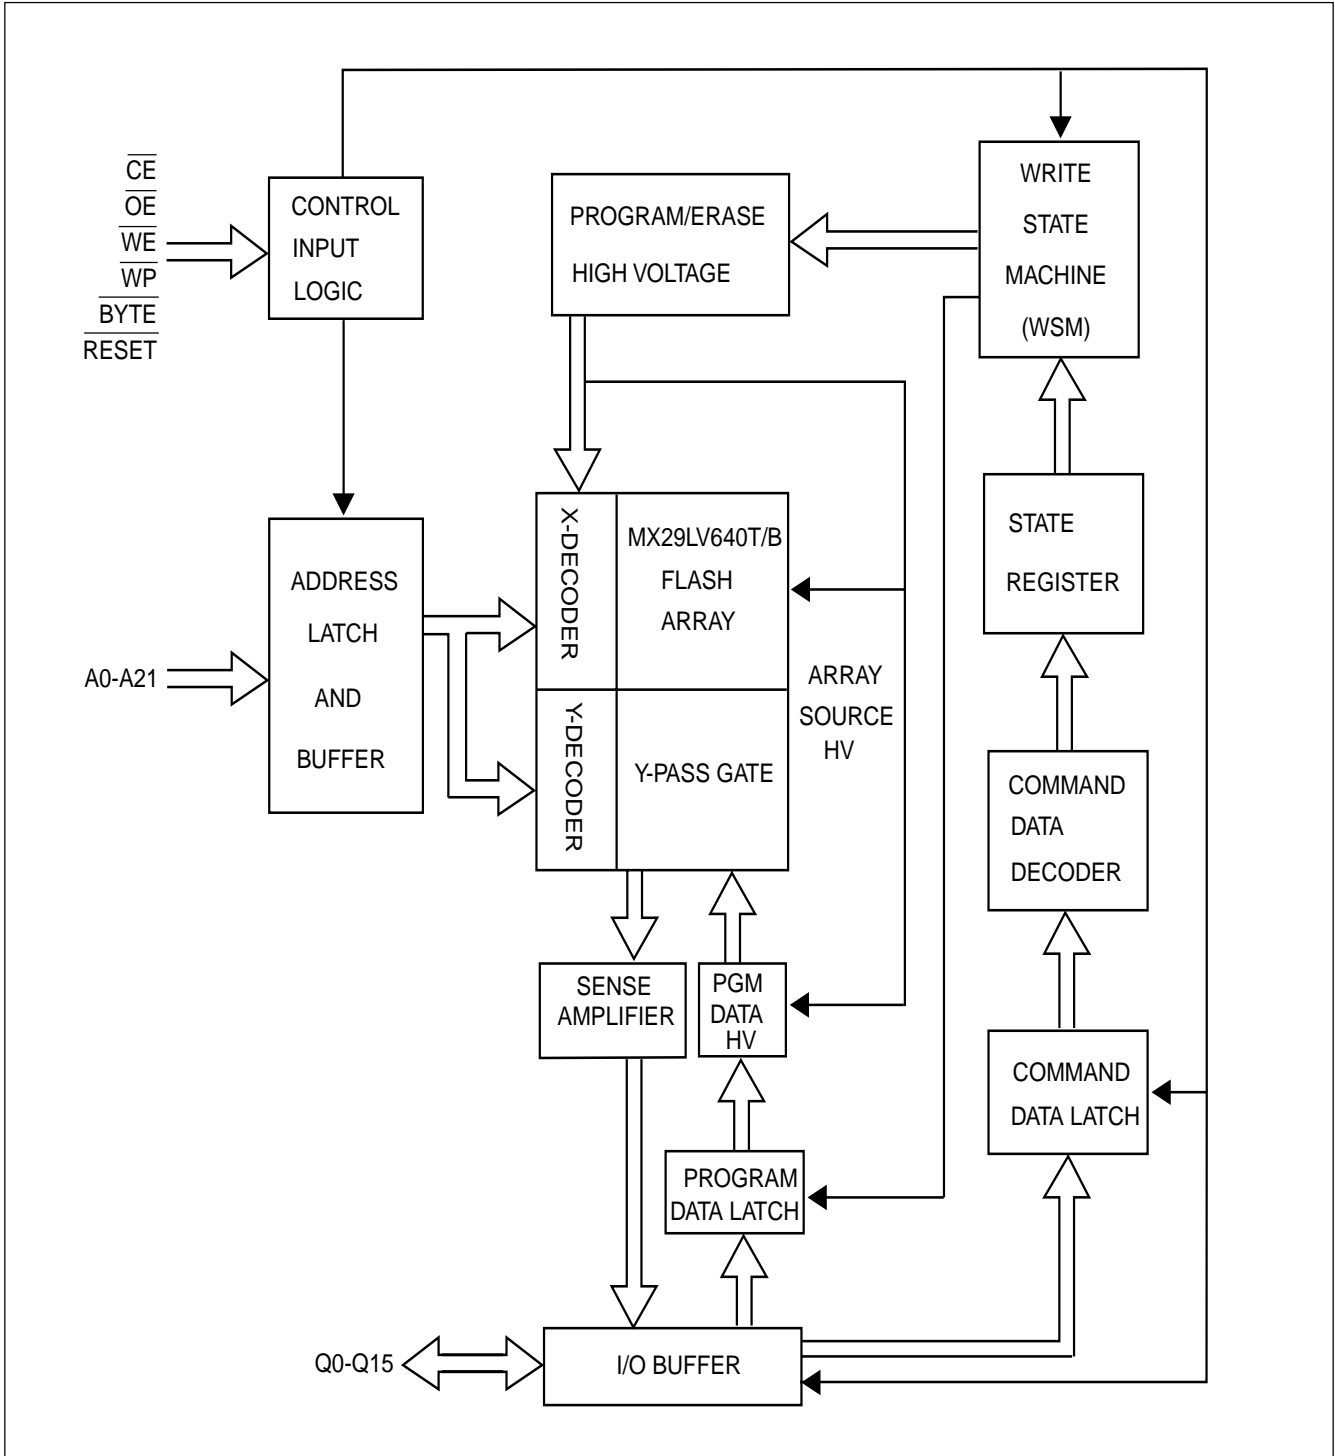 CE
OE
WE
WP
BYTE
RESET
CONTROL
INPUT
LOGIC
PROGRAM/ERASE
HIGH VOLTAGE
WRITE
STATE
MACHINE
(WSM)
A0-A21
ADDRESS
LATCH
AND
BUFFER
X-DECODER
MX29LV640T/B
FLASH
ARRAY
Y-DECODER
Y-PASS GATE
ARRAY
SOURCE
HV
STATE
REGISTER
COMMAND
DATA
DECODER
SENSE
AMPLIFIER
PGM
DATA
HV
COMMAND
DATA LATCH
PROGRAM
DATA LATCH
Q0-Q15
I/O BUFFER